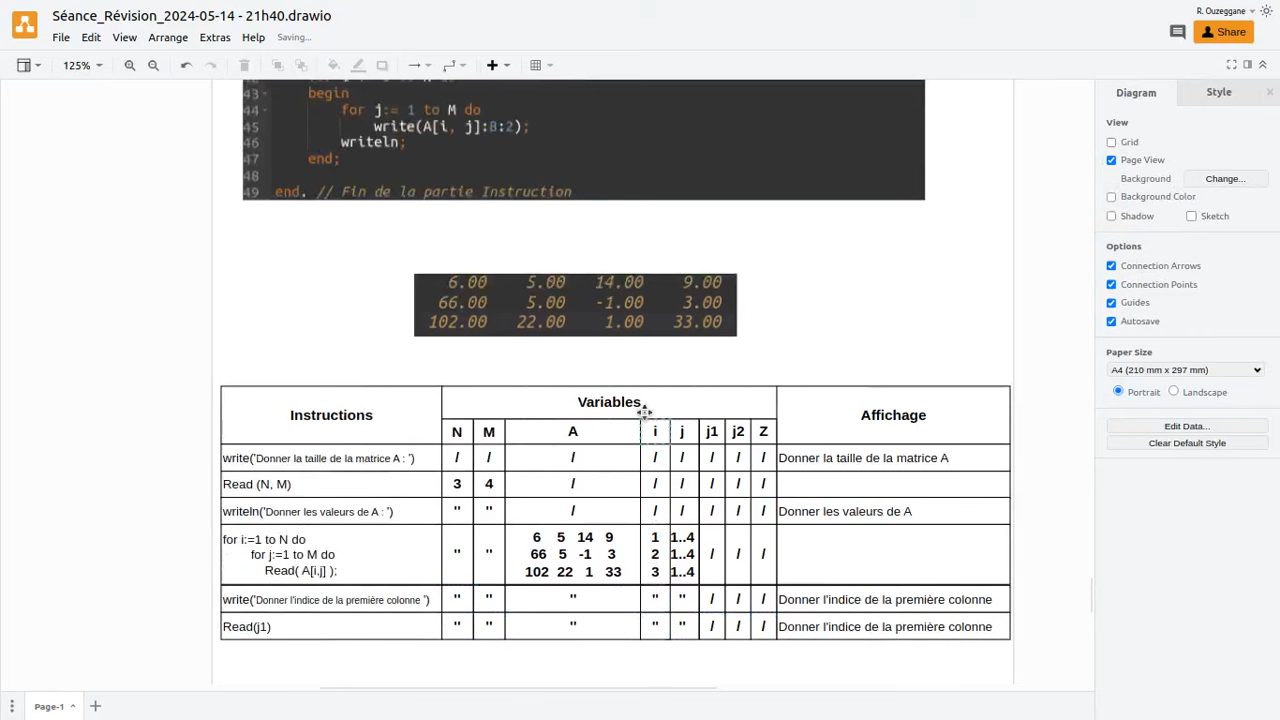 Séance_Révision_2024-05-14 - 21h40.drawio
R. Ouzeggane
File Edit View Arrange Extras Help Saving...
Share
125%
43 begin
44 for j:= 1 to M do
45 write(A[i, j]:8:2);
46 writeln;
47 end;
48
49 end. // Fin de la partie Instruction
6.00 5.00 14.00 9.00
66.00 5.00 -1.00 3.00
102.00 22.00 1.00 33.00
Instructions Variables Affichage
N M A i j j1 j2 Z
write('Donner la taille de la matrice A : ') / / / / / / / / Donner la taille de la matrice A
Read (N, M) 3 4 / / / / / /
writeln('Donner les valeurs de A : ') " " / / / / / / Donner les valeurs de A
for i:=1 to N do 6 5 14 9 1 1..4
for j:=1 to M do " " 66 5 -1 3 2 1..4 / / /
Read( A[i,j] ); 102 22 1 33 3 1..4
write('Donner l'indice de la première colonne ') " " " " " / / / Donner l'indice de la première colonne
Read(j1) " " " " " / / / Donner l'indice de la première colonne
Diagram Style
View
Grid
Page View
Background Change...
Background Color
Shadow Sketch
Options
Connection Arrows
Connection Points
Guides
Autosave
Paper Size
A4 (210 mm x 297 mm)
Portrait Landscape
Edit Data...
Clear Default Style
Page-1